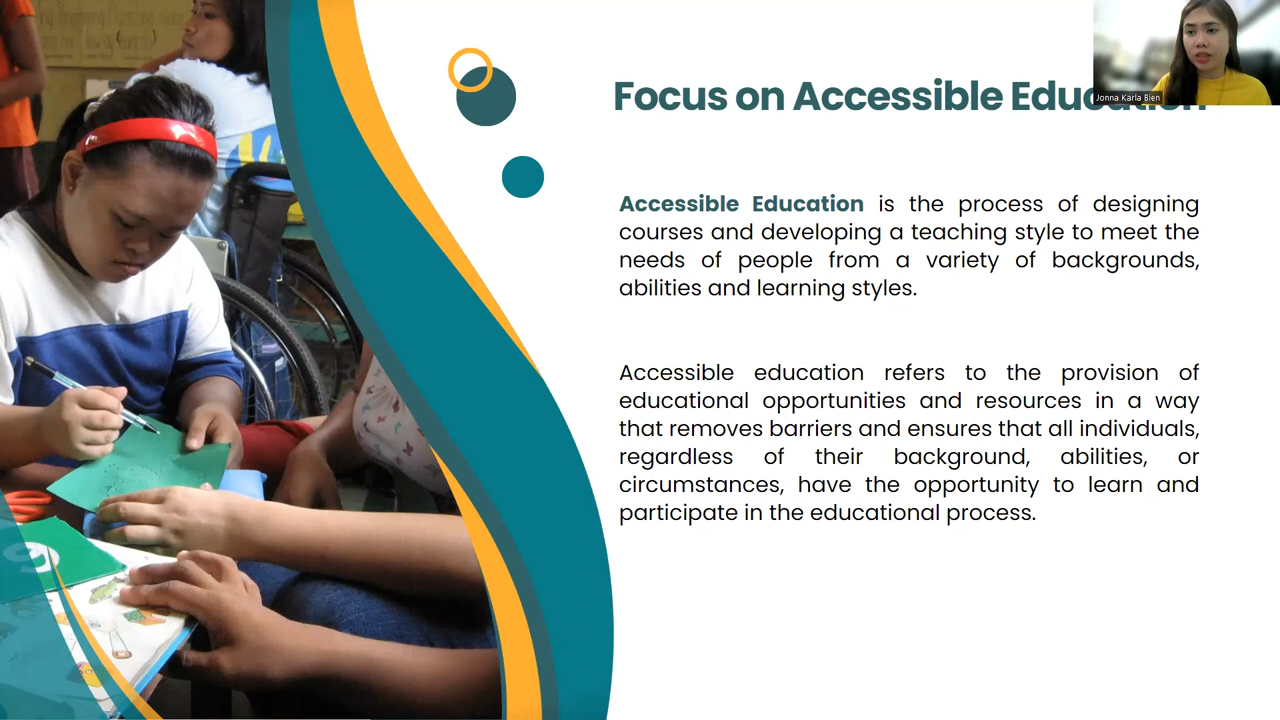 Focus on Accessible Education
Jonna Karla Bien
Accessible Education is the process of designing
courses and developing a teaching style to meet the
needs of people from a variety of backgrounds,
abilities and learning styles.
Accessible education refers to the provision of
educational opportunities and resources in a way
that removes barriers and ensures that all individuals,
regardless of their background, abilities, or
circumstances, have the opportunity to learn and
participate in the educational process.